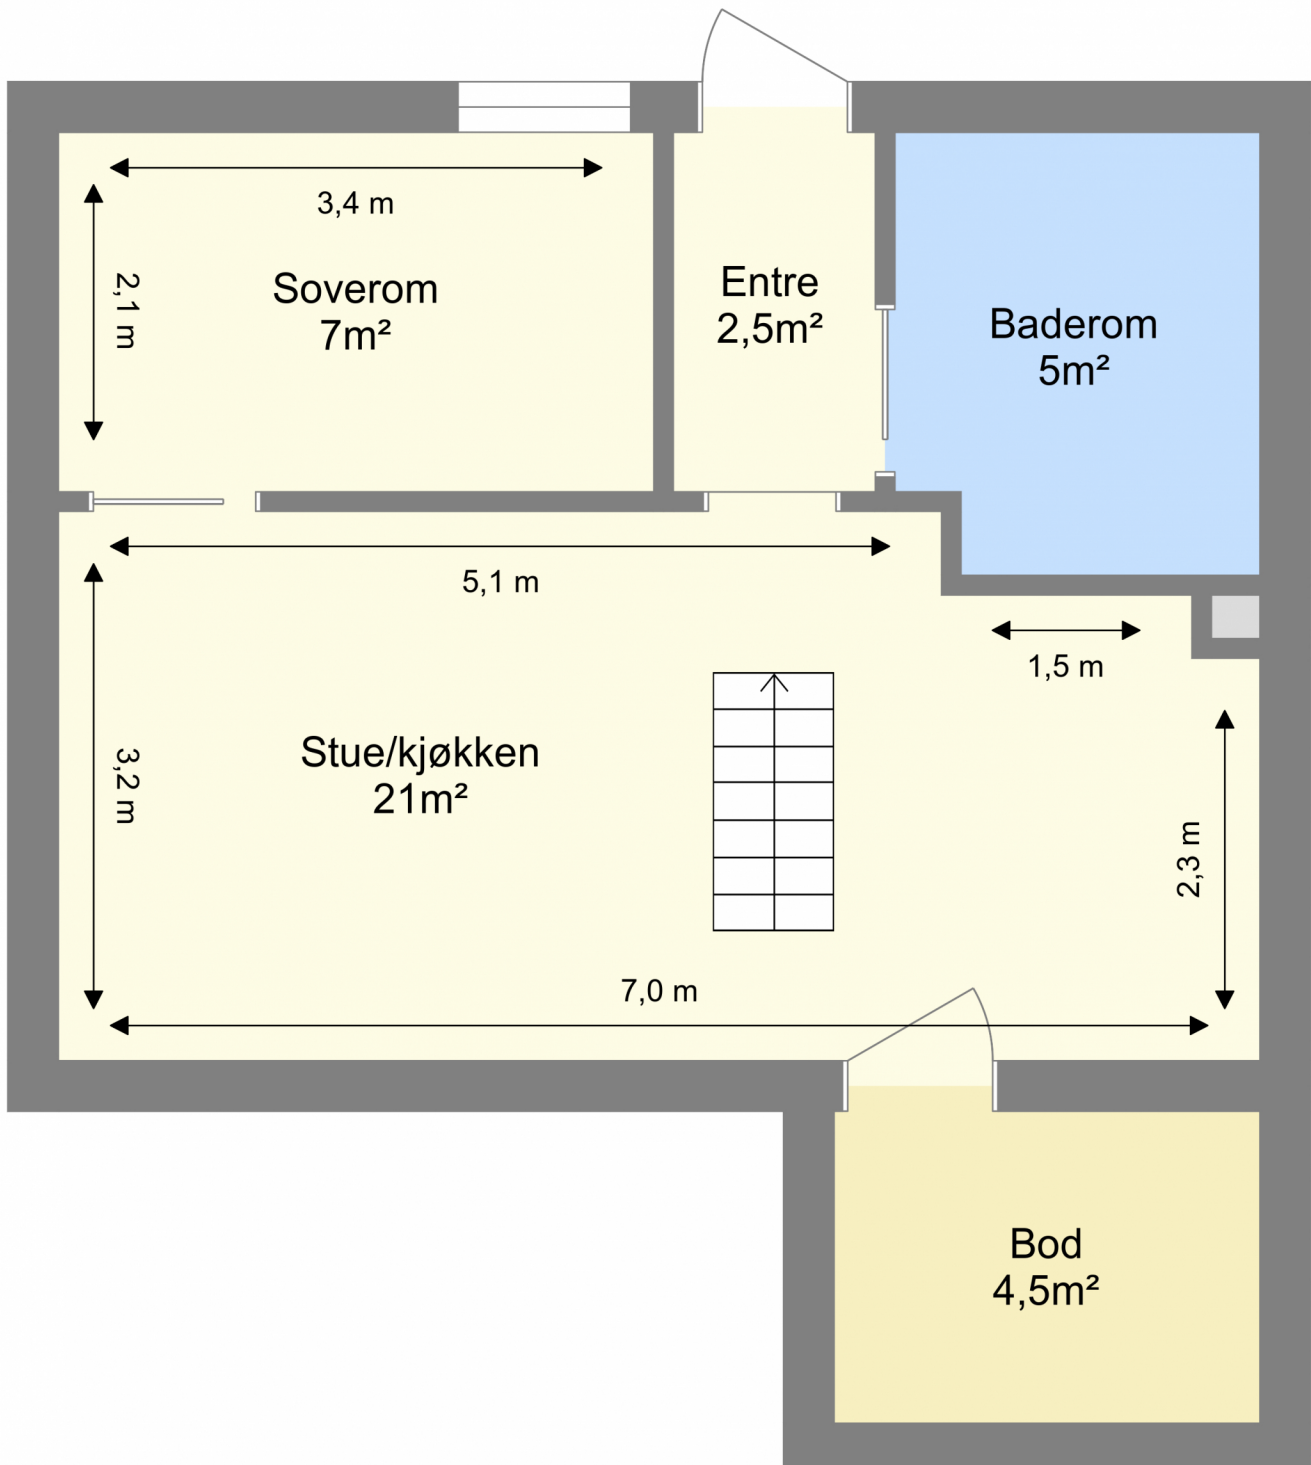 3,4 m
2,1 m
Soverom
7m²
Entre
2,5m²
Baderom
5m²
5,1 m
1,5 m
3,2 m
Stue/kjøkken
21m²
2,3 m
7,0 m
Bod
4,5m²